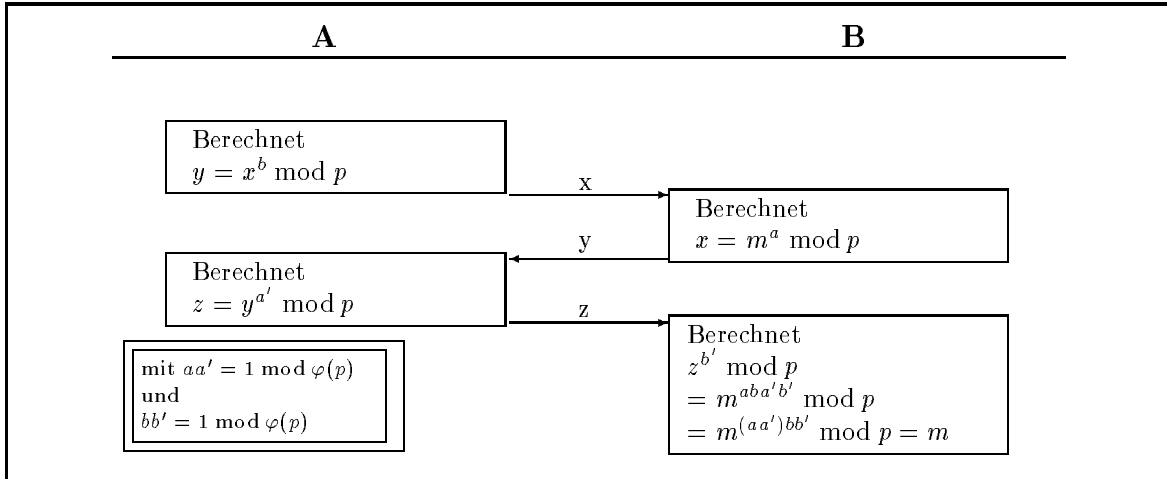 A B
Berechnet
y = x^b mod p
x
Berechnet
x = m^a mod p
y
Berechnet
z = y^{a'} mod p
z
Berechnet
z^{b'} mod p
= m^{aba'b'} mod p
= m^{(aa')bb'} mod p = m
mit aa' = 1 mod φ(p)
und
bb' = 1 mod φ(p)